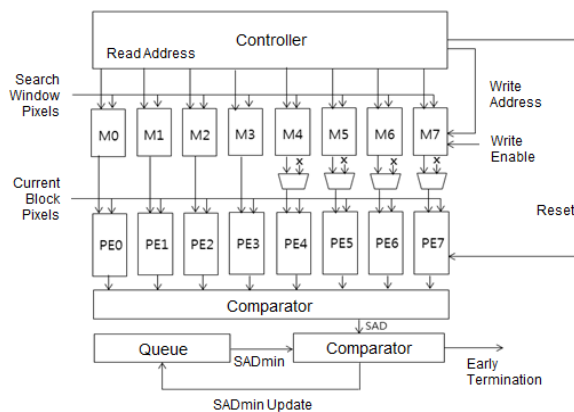 Controller
Read Address
Search
Window
Pixels
Write
Address
M0 M1 M2 M3 M4 M5 M6 M7
Write
Enable
x x x x
Current
Block
Pixels
Reset
PE0 PE1 PE2 PE3 PE4 PE5 PE6 PE7
Comparator
SAD
Queue
SADmin
Comparator
Early
Termination
SADmin Update